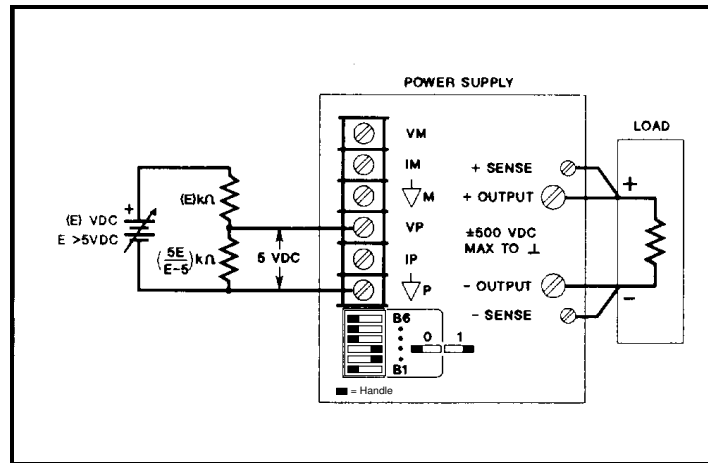 POWER SUPPLY
LOAD
VM
IM
M
VP
IP
P
+ SENSE
+ OUTPUT
±500 VDC
MAX TO ⊥
- OUTPUT
- SENSE
+
−
+
(E) VDC
E >5VDC
(E)kΩ
(5E/E-5)kΩ
5 VDC
B6
0 1
B1
= Handle